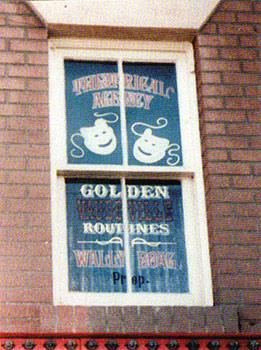 THEATRICAL
AGENCY
GOLDEN
VAUDEVILLE
ROUTINES
WALLY BOAG
Prop.